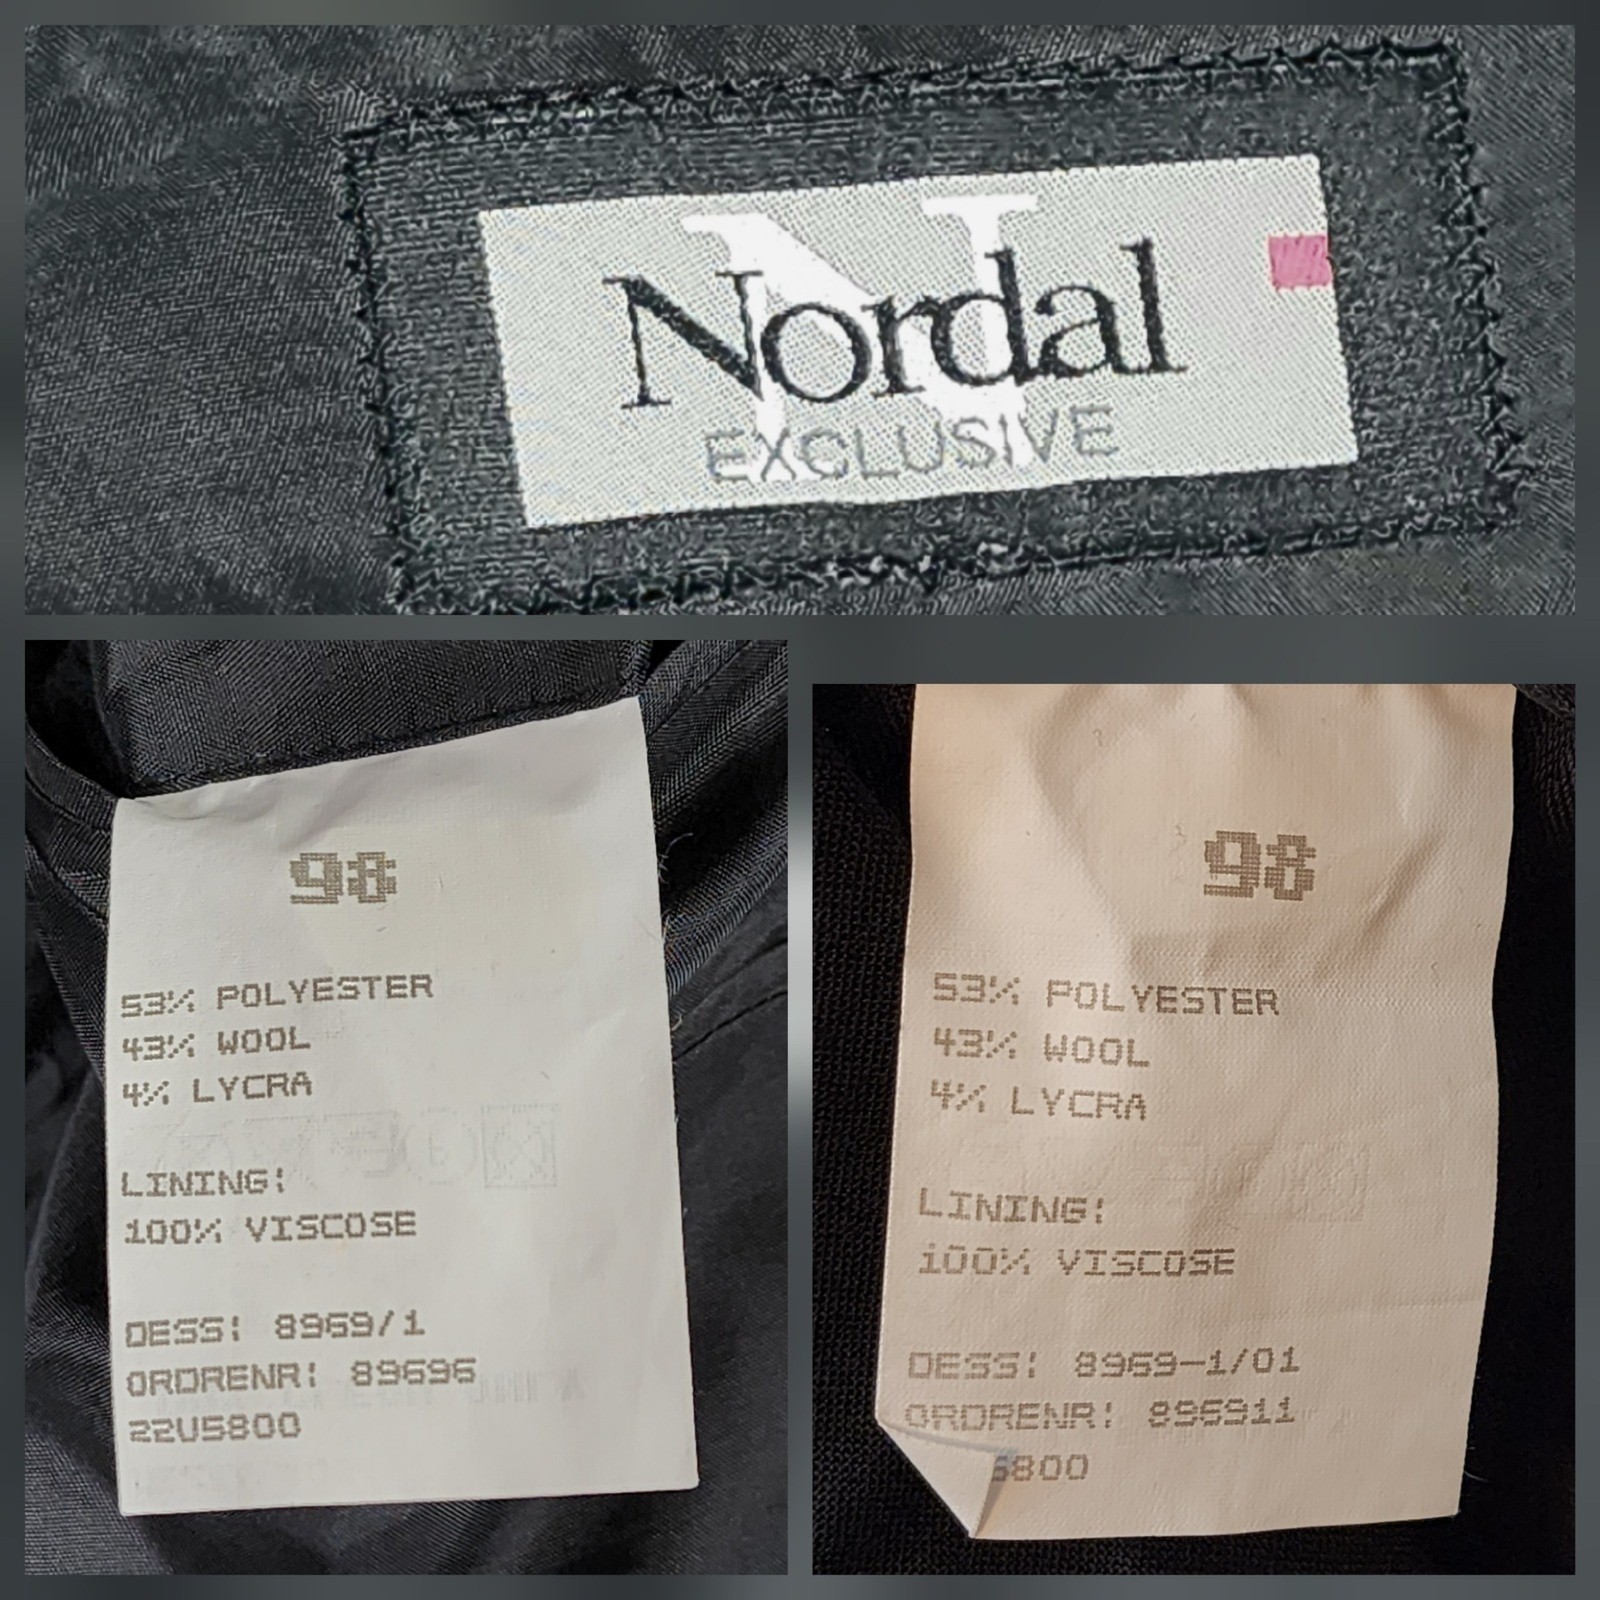 N
Nordal
EXCLUSIVE
98
53% POLYESTER
43% WOOL
4% LYCRA
LINING:
100% VISCOSE
DESS: 8969/1
ORDRENR: 89696
22U5800
98
53% POLYESTER
43% WOOL
4% LYCRA
LINING:
100% VISCOSE
DESS: 8969-1/01
ORDRENR: 896911
5800